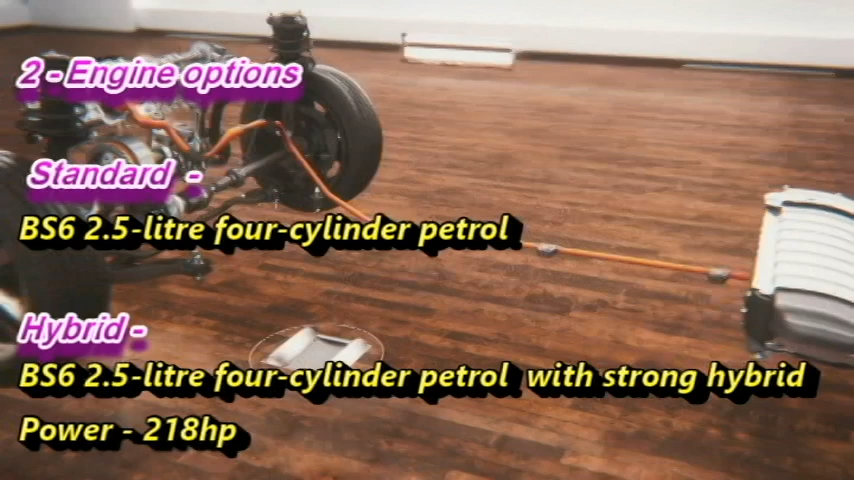 2 - Engine options
Standard -
BS6 2.5-litre four-cylinder petrol
Hybrid -
BS6 2.5-litre four-cylinder petrol with strong hybrid
Power - 218hp